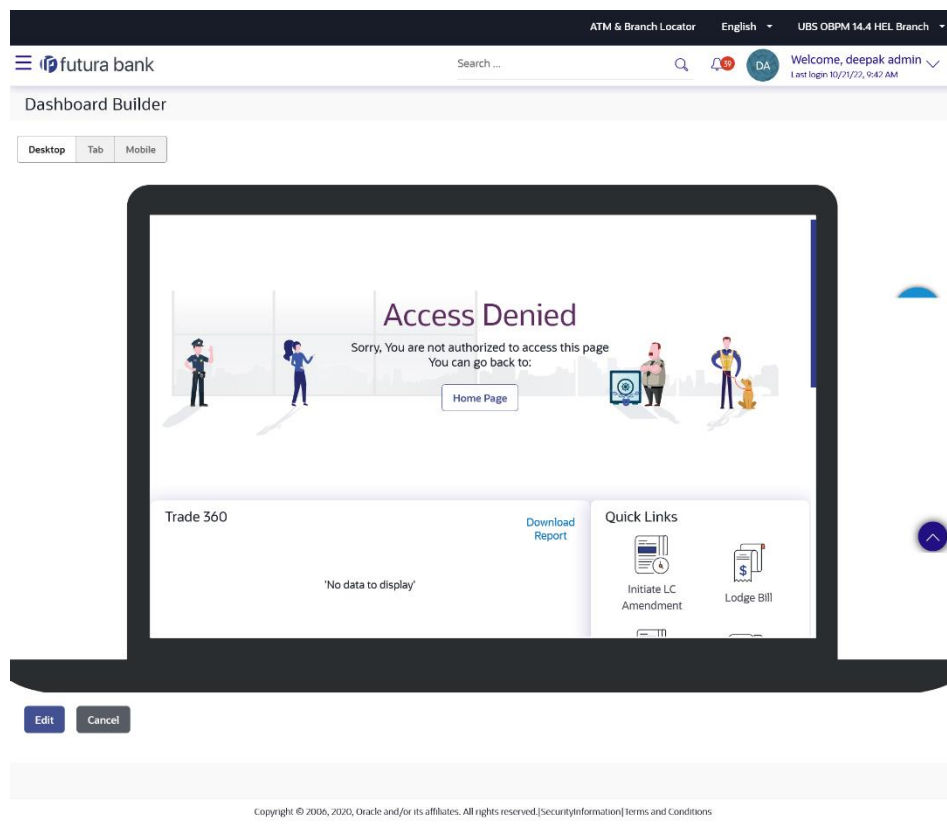 ATM & Branch Locator English UBS OBPM 14.4 HEL Branch
futura bank Search ... 39 DA Welcome, deepak admin
Last login 10/21/22, 9:42 AM
Dashboard Builder
Desktop Tab Mobile
Access Denied
Sorry, You are not authorized to access this page
You can go back to:
Home Page
Trade 360
Download
Report
'No data to display'
Quick Links
Initiate LC
Amendment
Lodge Bill
Edit Cancel
Copyright © 2006, 2020, Oracle and/or its affiliates. All rights reserved.|SecurityInformation|Terms and Conditions